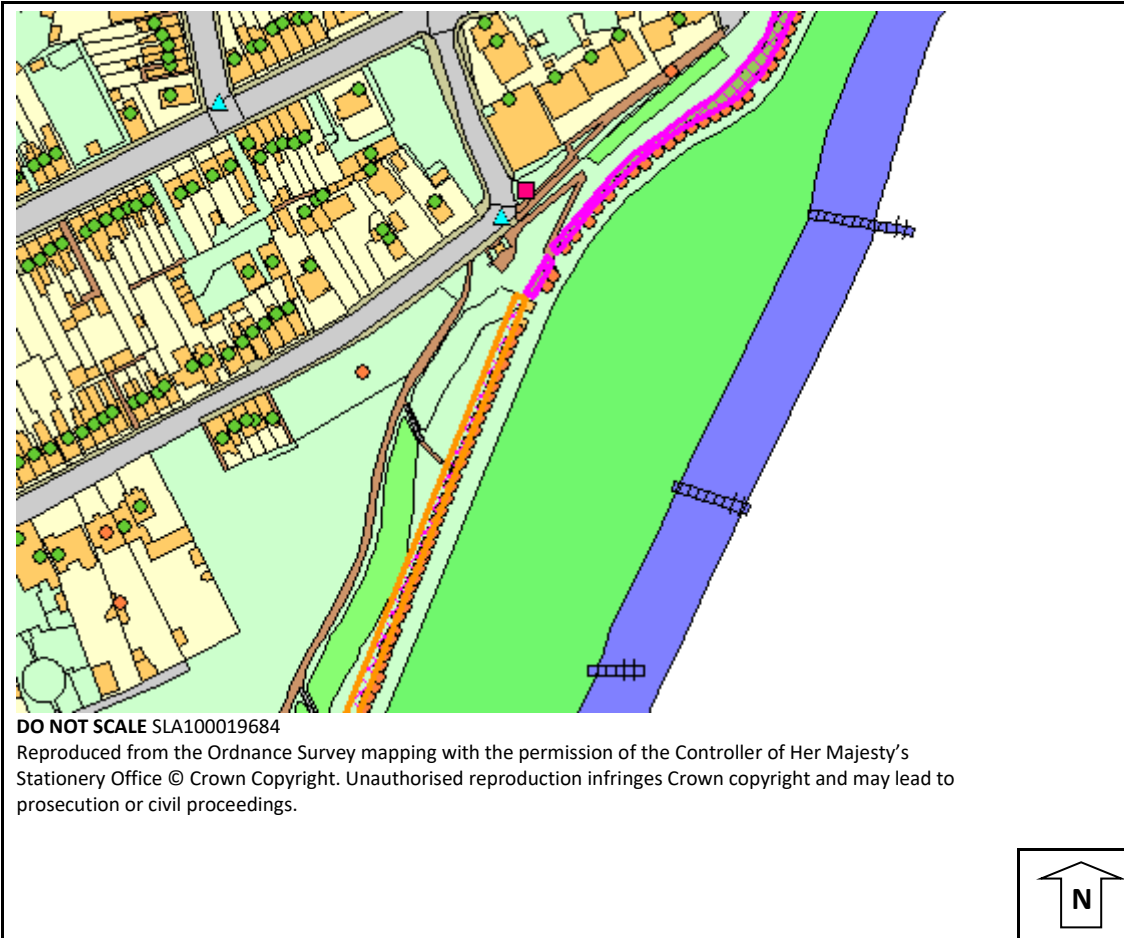 DO NOT SCALE SLA100019684
Reproduced from the Ordnance Survey mapping with the permission of the Controller of Her Majesty’s
Stationery Office © Crown Copyright. Unauthorised reproduction infringes Crown copyright and may lead to
prosecution or civil proceedings.
N